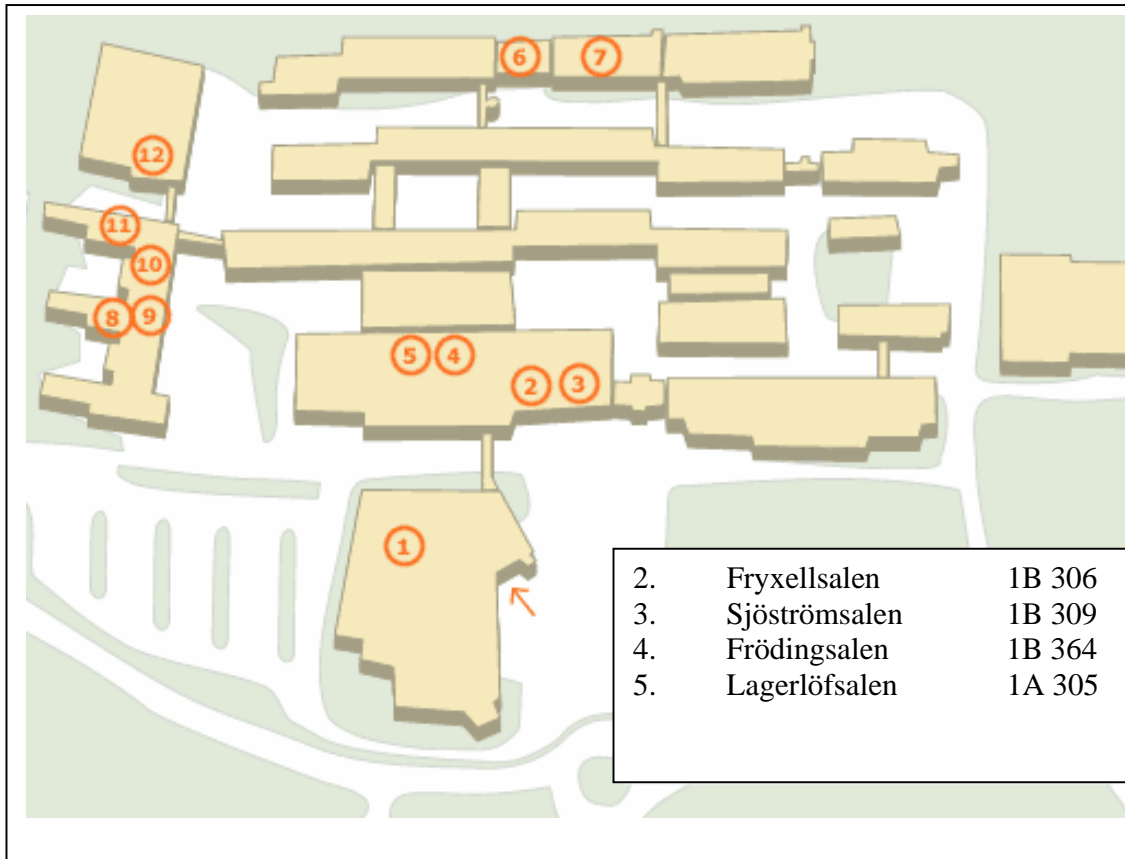 6 7
12
11
10
8 9
5 4
2 3
1
2. Fryxellsalen 1B 306
3. Sjöströmsalen 1B 309
4. Frödingsalen 1B 364
5. Lagerlöfsalen 1A 305